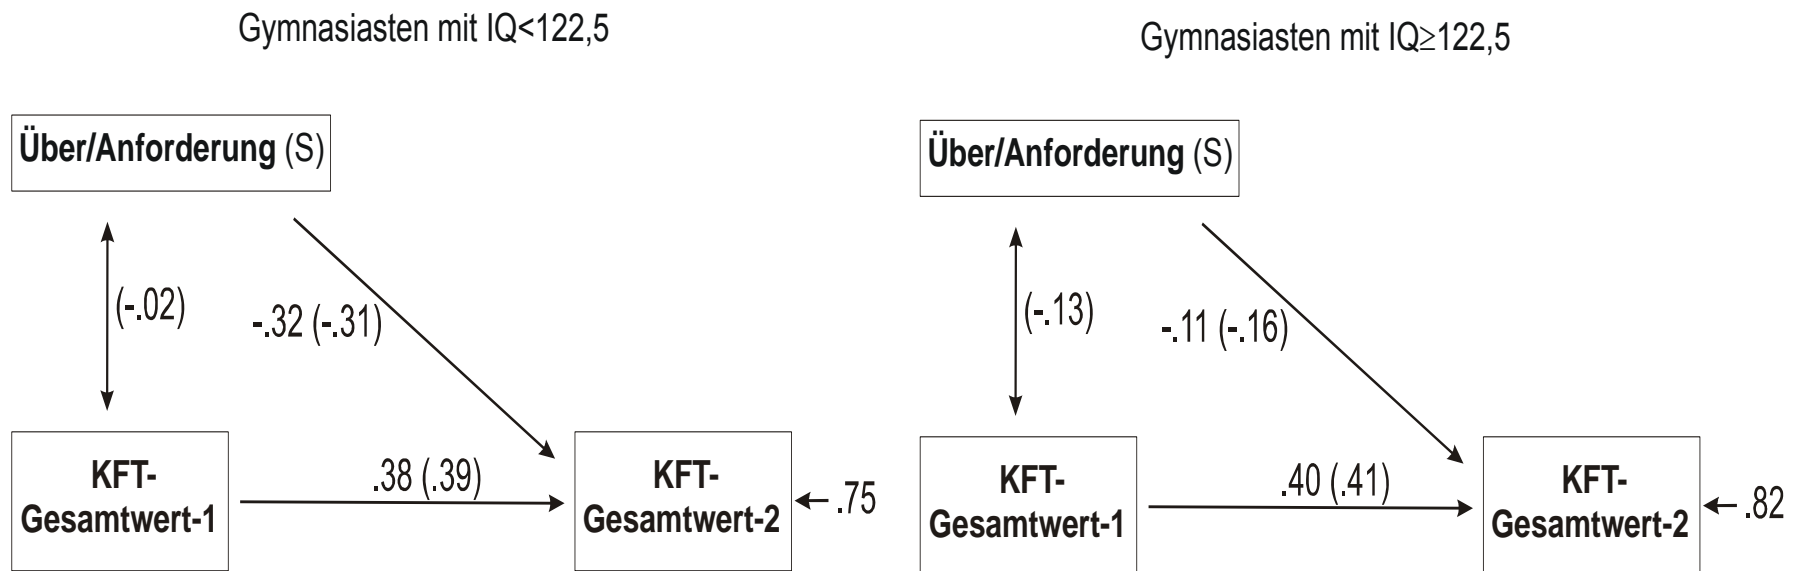 Gymnasiasten mit IQ<122,5
Über/Anforderung (S)
(-.02)
-.32 (-.31)
KFT-
Gesamtwert-1
.38 (.39)
KFT-
Gesamtwert-2
.75
Gymnasiasten mit IQ≥122,5
Über/Anforderung (S)
(-.13)
-.11 (-.16)
KFT-
Gesamtwert-1
.40 (.41)
KFT-
Gesamtwert-2
.82